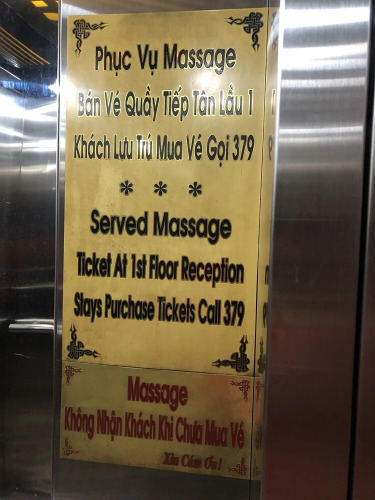 Phục Vụ Massage
Bán Vé Quầy Tiếp Tân Lầu 1
Khách Lưu Trú Mua Vé Gọi 379
* * *
Served Massage
Ticket At 1st Floor Reception
Stays Purchase Tickets Call 379
Massage
Không Nhận Khách Khi Chưa Mua Vé
Xin Cám Ơn!